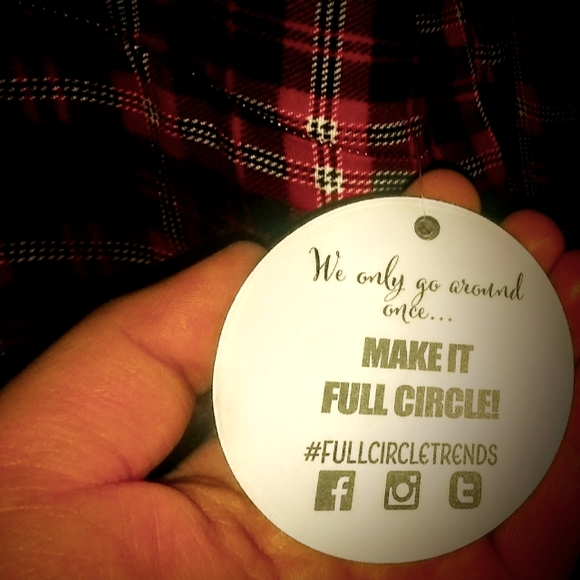 We only go around
once...
MAKE IT
FULL CIRCLE!
#FULLCIRCLETRENDS